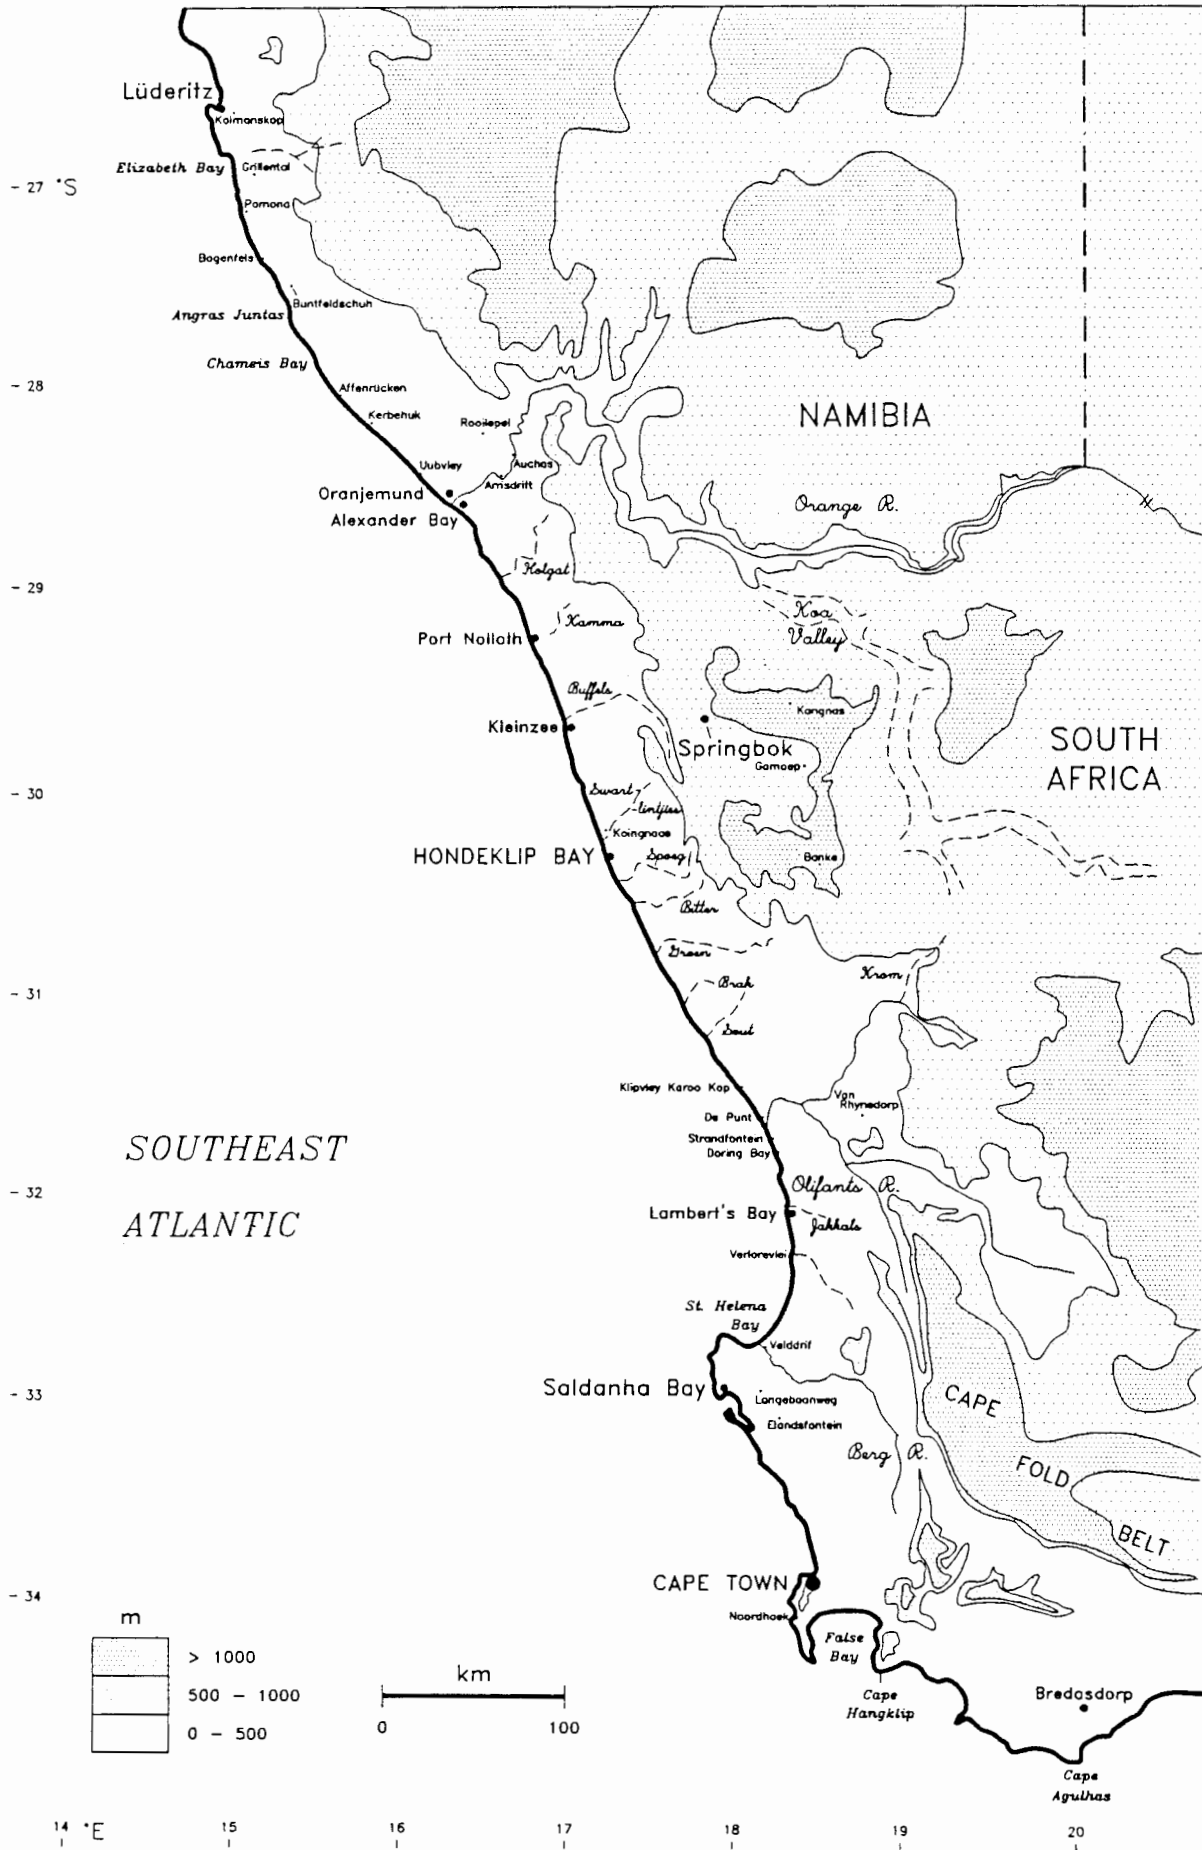 Lüderitz
Kolmanskop
Elizabeth Bay
Grillental
- 27 °S
Pomona
Bogenfels
Buntfeldschuh
Angras Juntas
Chameis Bay
- 28
Affenrücken
NAMIBIA
Kerbehuk
Rooilepel
Uubvley
Auchas
Arrisdrift
Oranjemund
Orange R.
Alexander Bay
Holgat
- 29
Koa
Kamma
Valley
Port Nolloth
Buffels
Kangnas
Kleinzee
Springbok
SOUTH
Gamoep
AFRICA
- 30
Swart
lintjies
Koingnaas
HONDEKLIP BAY
Spoeg
Banke
Bitter
Groen
Krom
Brak
- 31
Sout
Klipvley Karoo Kop
Van
Rhynsdorp
De Punt
Strandfontein
Doring Bay
SOUTHEAST
- 32
Olifants R.
Lambert's Bay
Jakkals
ATLANTIC
Verlorevlei
St. Helena
Bay
Velddrif
- 33
Saldanha Bay
Langebaanweg
CAPE
Elandsfontein
Berg R.
FOLD
BELT
CAPE TOWN
- 34
Noordhoek
m
False
Bay
> 1000
km
500 - 1000
Cape
Hangklip
Bredasdorp
0 - 500
0 100
Cape
Agulhas
14 °E 15 16 17 18 19 20